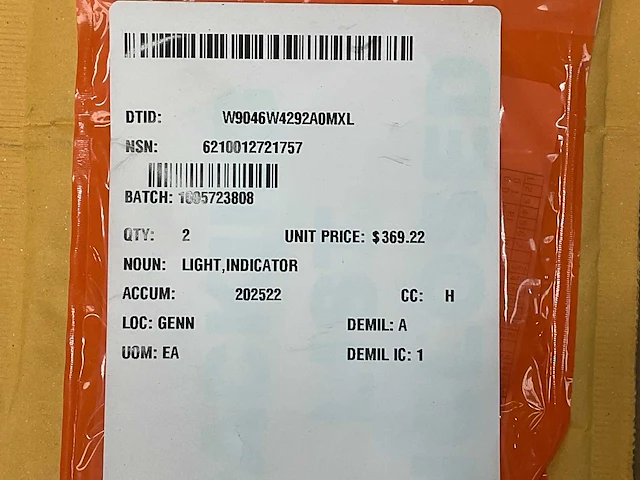 DTID: W9046W4292A0MXL
NSN: 6210012721757
BATCH: 1005723808
QTY: 2 UNIT PRICE: $369.22
NOUN: LIGHT,INDICATOR
ACCUM: 202522 CC: H
LOC: GENN DEMIL: A
UOM: EA DEMIL IC: 1